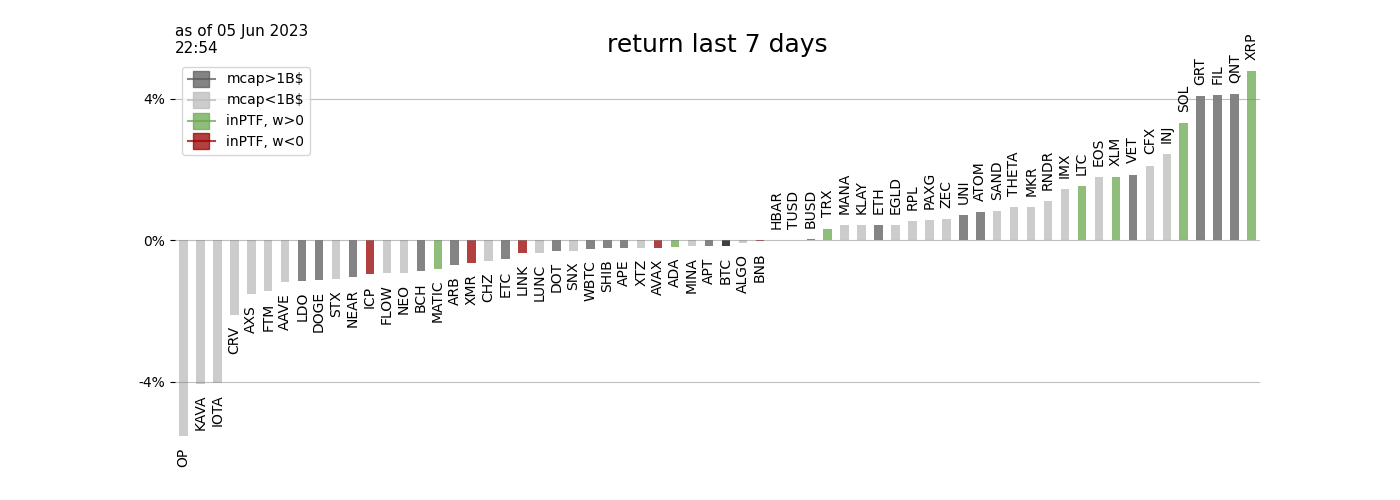 as of 05 Jun 2023
22:54
return last 7 days
mcap>1B$
mcap<1B$
inPTF, w>0
inPTF, w<0
4%
0%
-4%
OP
KAVA
IOTA
CRV
AXS
FTM
AAVE
LDO
DOGE
STX
NEAR
ICP
FLOW
NEO
BCH
MATIC
ARB
XMR
CHZ
ETC
LINK
LUNC
DOT
SNX
WBTC
SHIB
APE
XTZ
AVAX
ADA
MINA
APT
BTC
ALGO
BNB
HBAR
TUSD
BUSD
TRX
MANA
KLAY
ETH
EGLD
RPL
PAXG
ZEC
UNI
ATOM
SAND
THETA
MKR
RNDR
IMX
LTC
EOS
XLM
VET
CFX
INJ
SOL
GRT
FIL
QNT
XRP